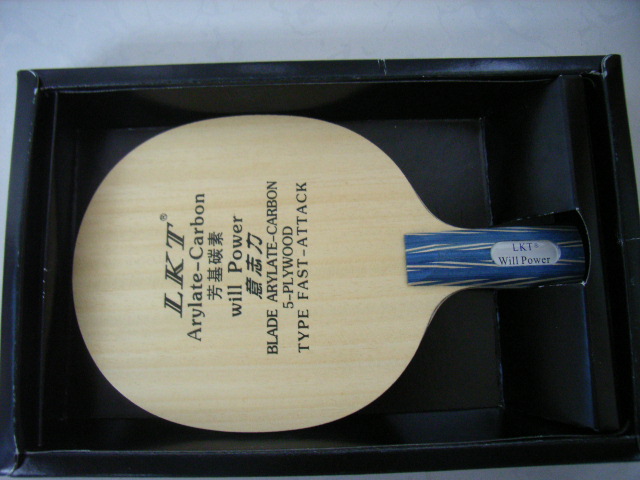 LKT®
Arylate-Carbon
芳基碳素
will Power
意志力
BLADE ARYLATE-CARBON
5-PLYWOOD
TYPE FAST-ATTACK
LKT®
Will Power